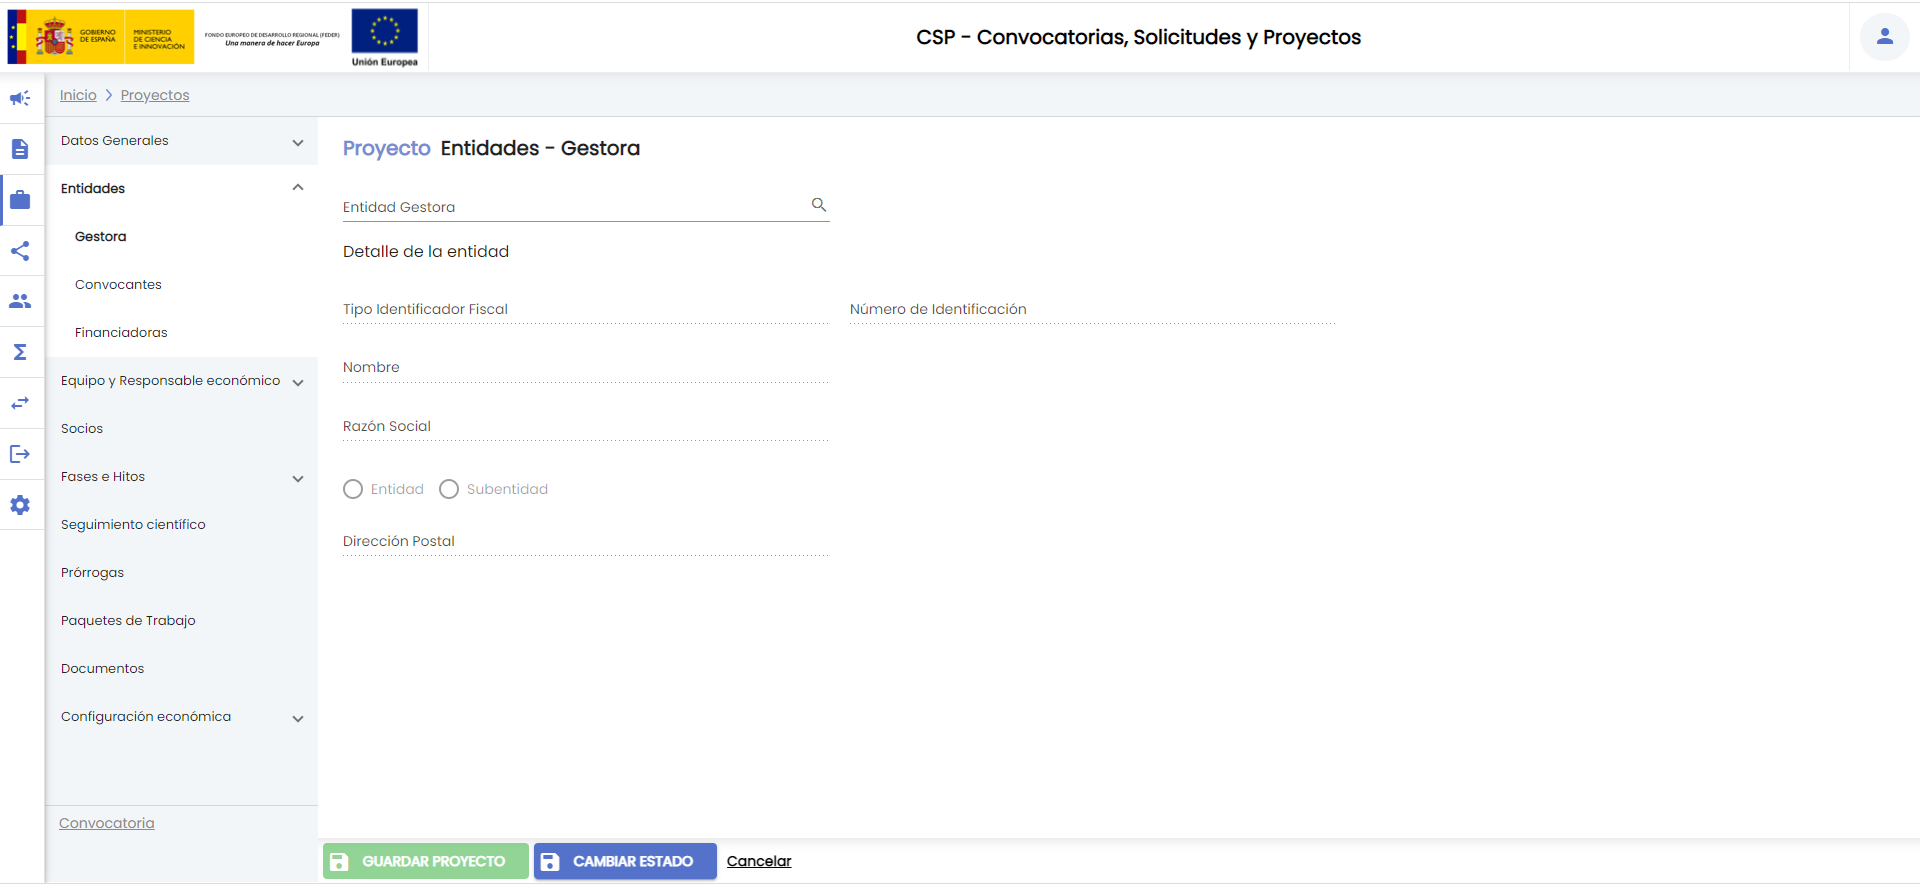 GOBIERNO
DE ESPAÑA
MINISTERIO
DE CIENCIA
E INNOVACIÓN
FONDO EUROPEO DE DESARROLLO REGIONAL (FEDER)
Una manera de hacer Europa
Unión Europea
CSP - Convocatorias, Solicitudes y Proyectos
Inicio > Proyectos
Datos Generales
Entidades
Gestora
Convocantes
Financiadoras
Equipo y Responsable económico
Socios
Fases e Hitos
Seguimiento científico
Prórrogas
Paquetes de Trabajo
Documentos
Configuración económica
Convocatoria
Proyecto Entidades - Gestora
Entidad Gestora
Detalle de la entidad
Tipo Identificador Fiscal Número de Identificación
Nombre
Razón Social
Entidad Subentidad
Dirección Postal
GUARDAR PROYECTO CAMBIAR ESTADO Cancelar